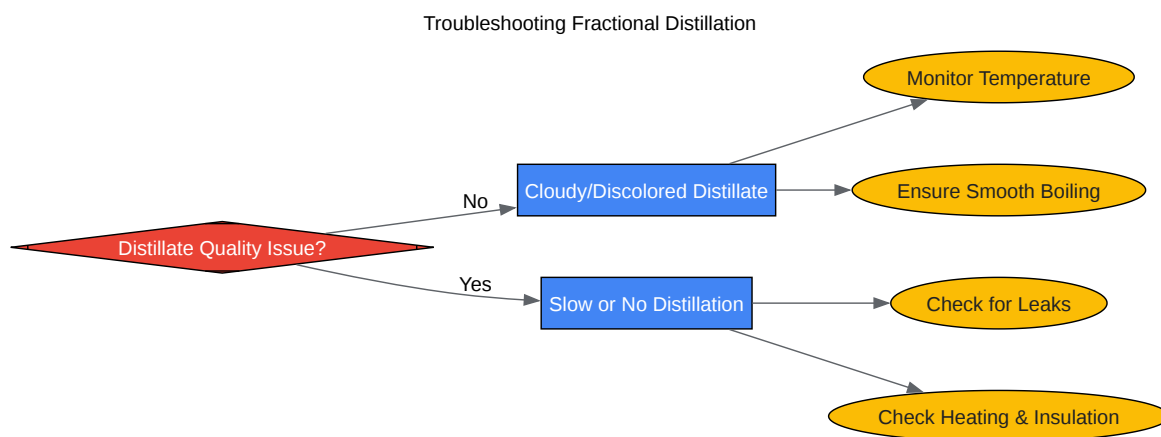 Troubleshooting Fractional Distillation
Monitor Temperature
Cloudy/Discolored Distillate
Ensure Smooth Boiling
No
Distillate Quality Issue?
Yes
Slow or No Distillation
Check for Leaks
Check Heating & Insulation